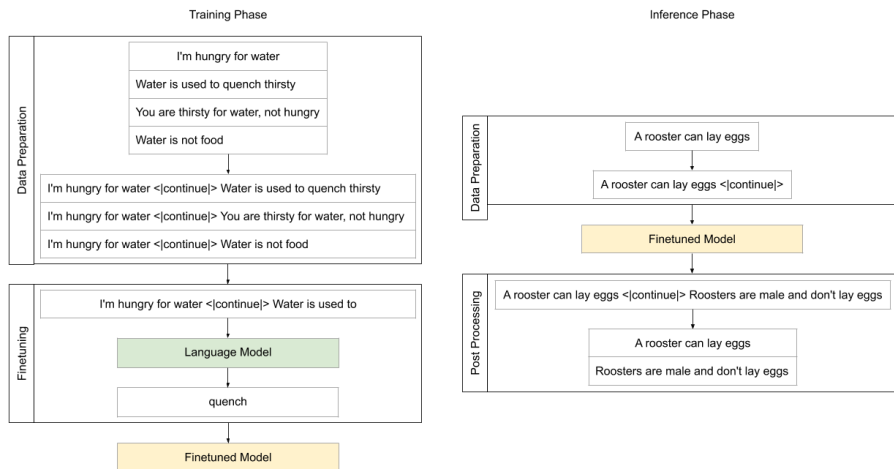 Training Phase
Data Preparation
I'm hungry for water
Water is used to quench thirsty
You are thirsty for water, not hungry
Water is not food
I'm hungry for water <|continue|> Water is used to quench thirsty
I'm hungry for water <|continue|> You are thirsty for water, not hungry
I'm hungry for water <|continue|> Water is not food
Finetuning
I'm hungry for water <|continue|> Water is used to
Language Model
quench
Finetuned Model
Inference Phase
Data Preparation
A rooster can lay eggs
A rooster can lay eggs <|continue|>
Finetuned Model
Post Processing
A rooster can lay eggs <|continue|> Roosters are male and don't lay eggs
A rooster can lay eggs
Roosters are male and don't lay eggs